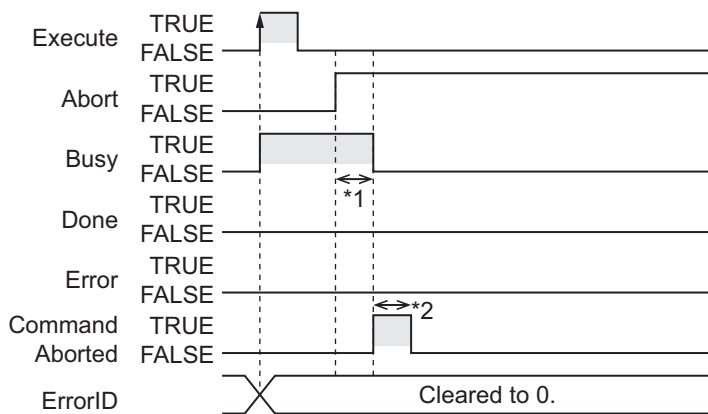 Execute TRUE
FALSE
Abort TRUE
FALSE
Busy TRUE
FALSE
*1
Done TRUE
FALSE
Error TRUE
FALSE
*2
Command TRUE
Aborted FALSE
ErrorID Cleared to 0.